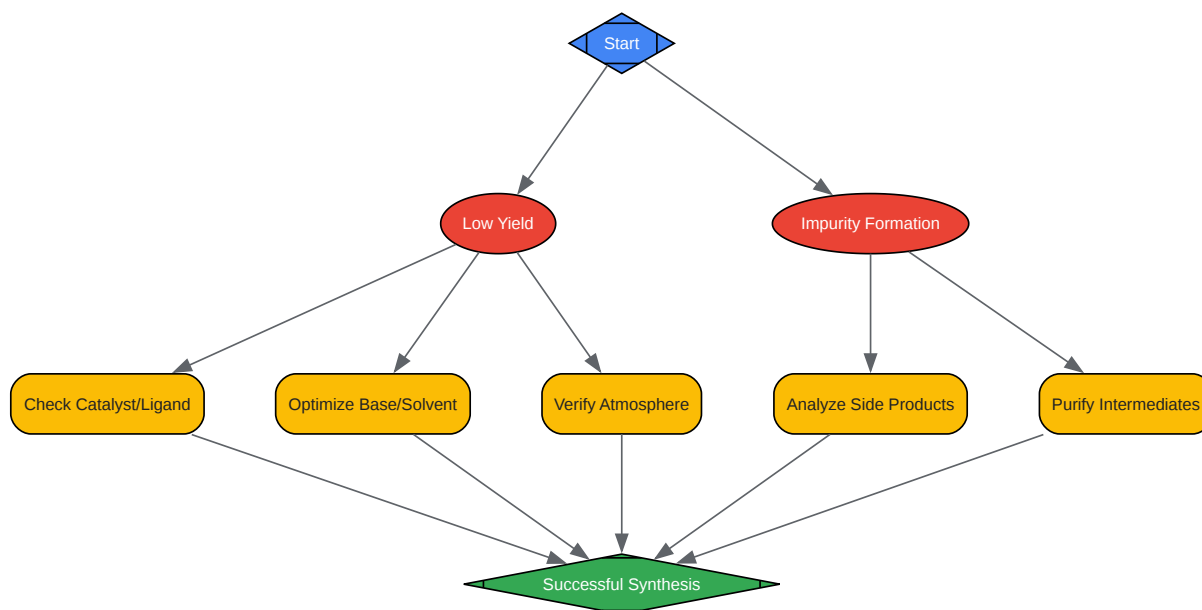 Start
Low Yield
Impurity Formation
Check Catalyst/Ligand
Optimize Base/Solvent
Verify Atmosphere
Analyze Side Products
Purify Intermediates
Successful Synthesis